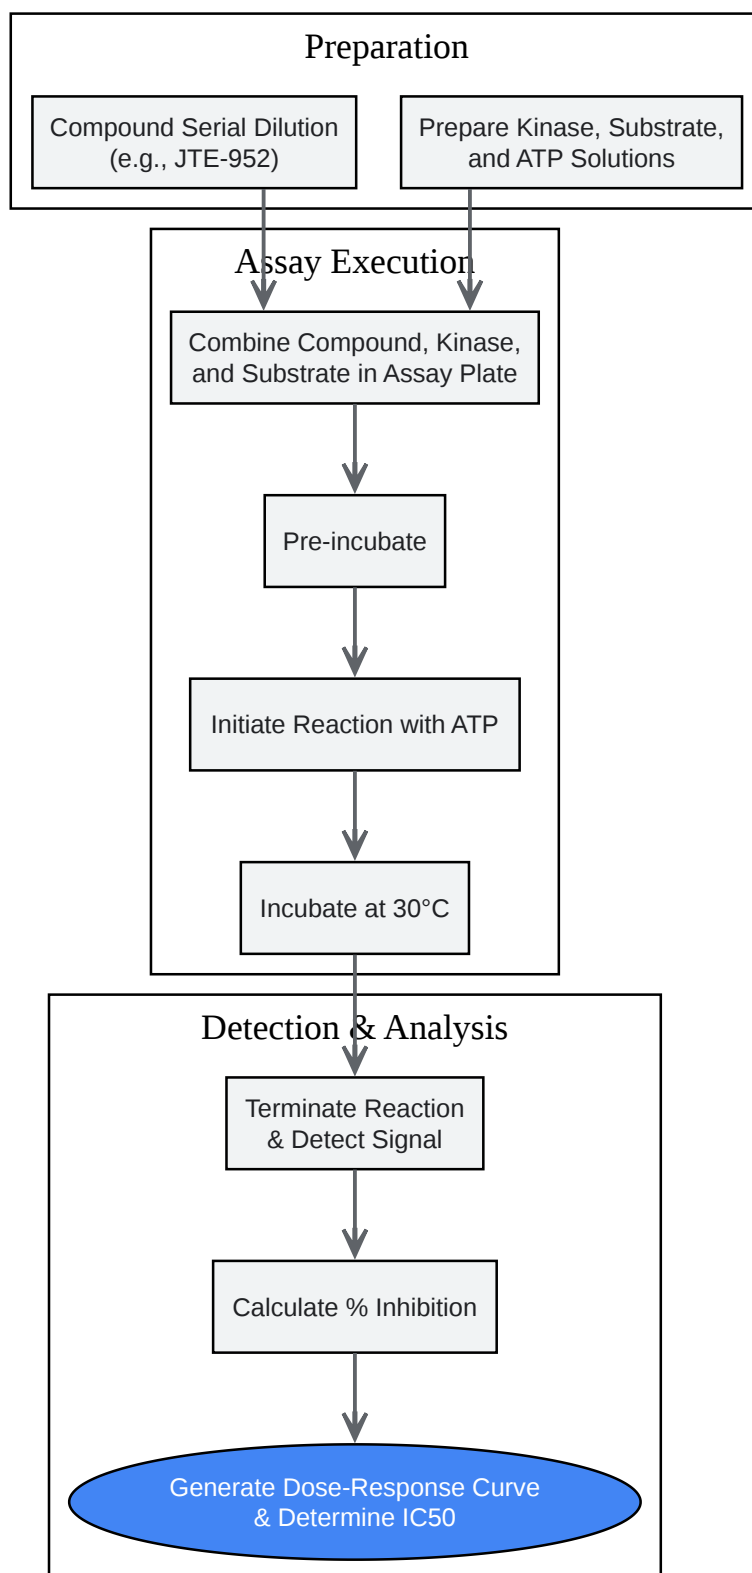 Preparation
Compound Serial Dilution
(e.g., JTE-952)
Prepare Kinase, Substrate,
and ATP Solutions
Assay Execution
Combine Compound, Kinase,
and Substrate in Assay Plate
Pre-incubate
Initiate Reaction with ATP
Incubate at 30°C
Detection & Analysis
Terminate Reaction
& Detect Signal
Calculate % Inhibition
Generate Dose-Response Curve
& Determine IC50